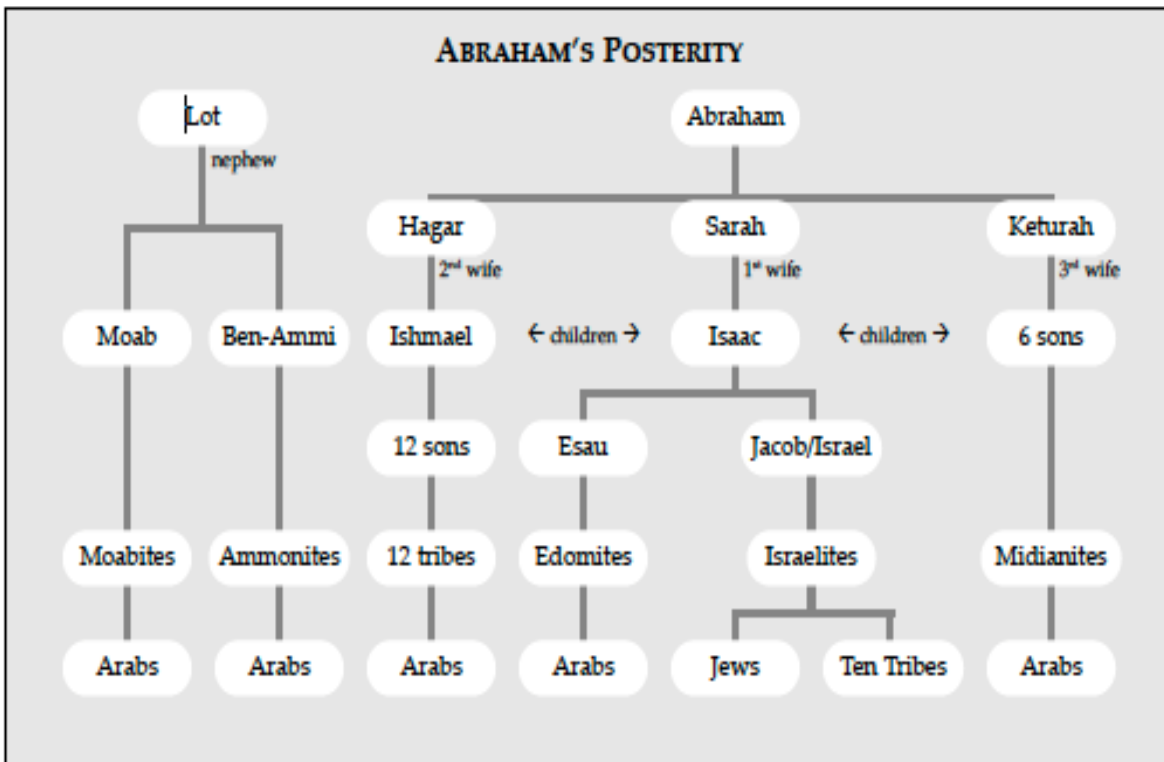 ABRAHAM'S POSTERITY
Lot Abraham
nephew
Hagar Sarah Keturah
2nd wife 1st wife 3rd wife
Moab Ben-Ammi Ishmael ← children → Isaac ← children → 6 sons
12 sons Esau Jacob/Israel
Moabites Ammonites 12 tribes Edomites Israelites Midianites
Arabs Arabs Arabs Arabs Jews Ten Tribes Arabs